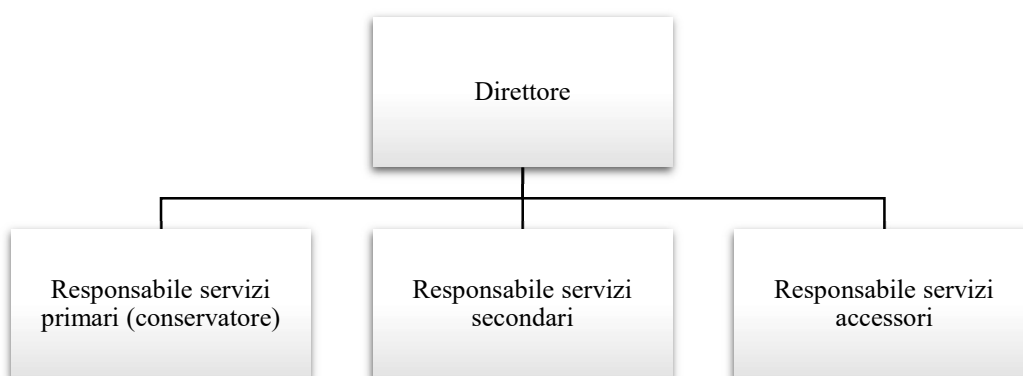 Direttore
Responsabile servizi
primari (conservatore)
Responsabile servizi
secondari
Responsabile servizi
accessori